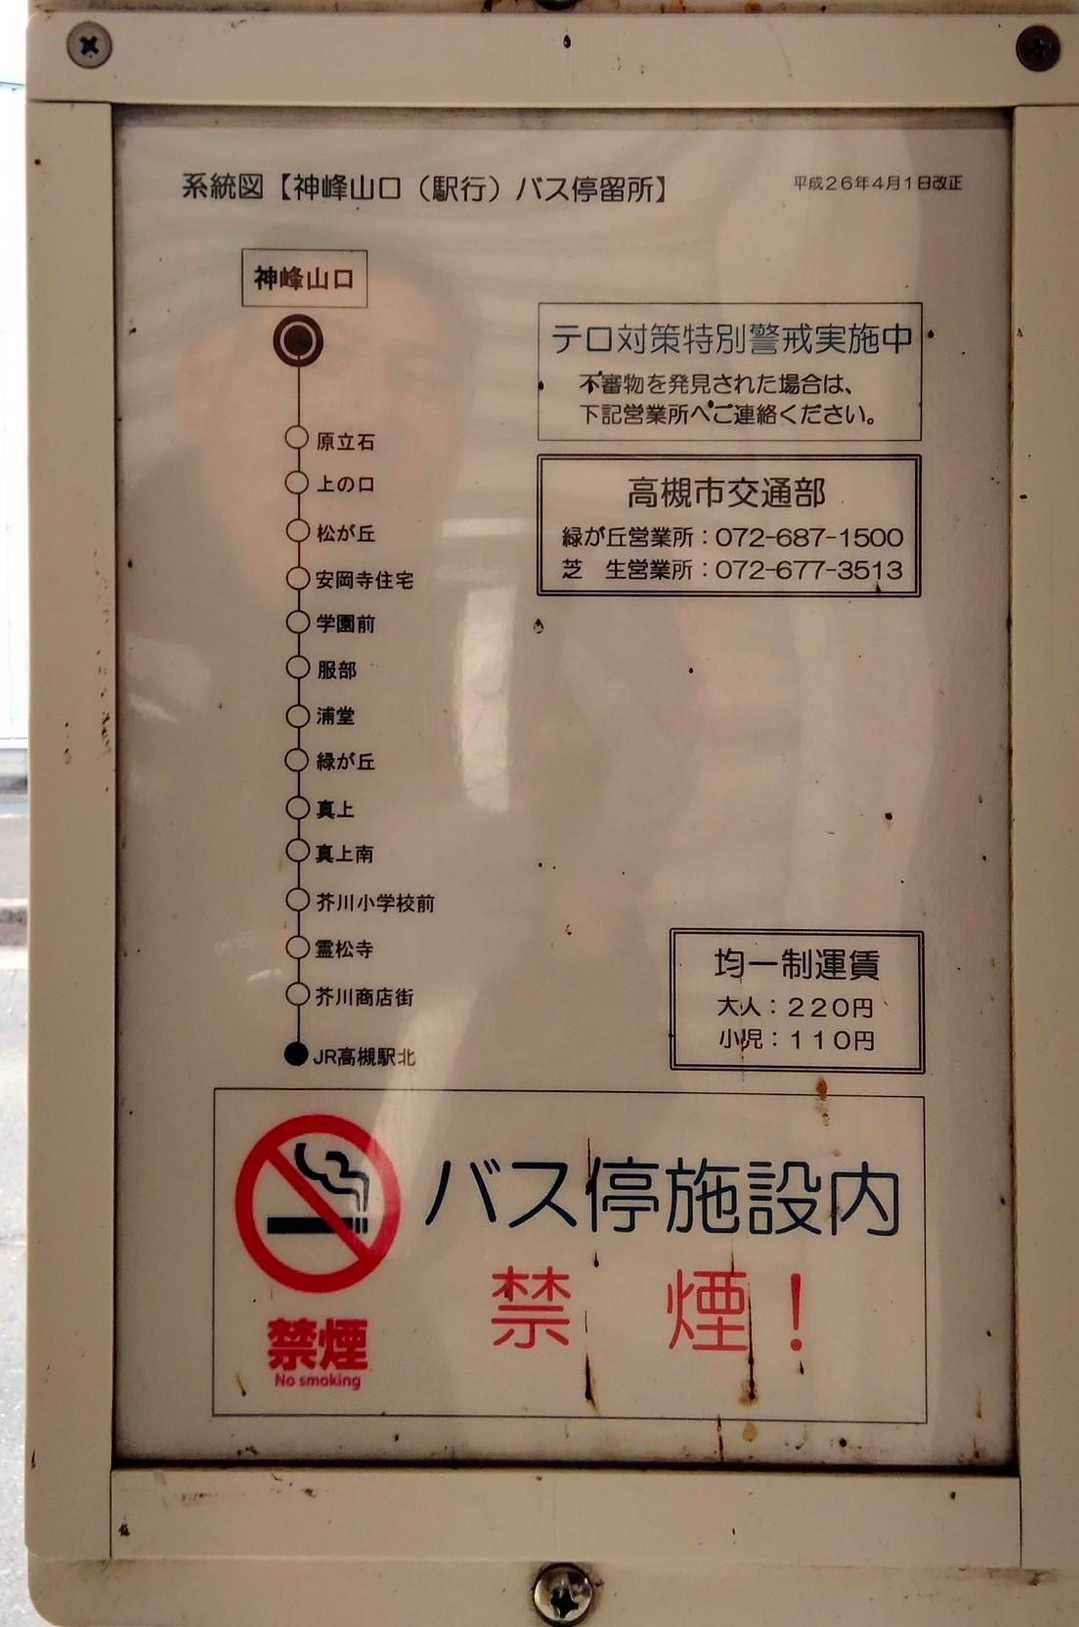 系統図【神峰山口（駅行）バス停留所】
平成26年4月1日改正
神峰山口
原立石
上の口
松が丘
安岡寺住宅
学園前
服部
浦堂
緑が丘
真上
真上南
芥川小学校前
霊松寺
芥川商店街
JR高槻駅北
テロ対策特別警戒実施中
不審物を発見された場合は、
下記営業所へご連絡ください。
高槻市交通部
緑が丘営業所：072-687-1500
芝　生営業所：072-677-3513
均一制運賃
大人：220円
小児：110円
バス停施設内
禁　煙！
禁煙
No smoking